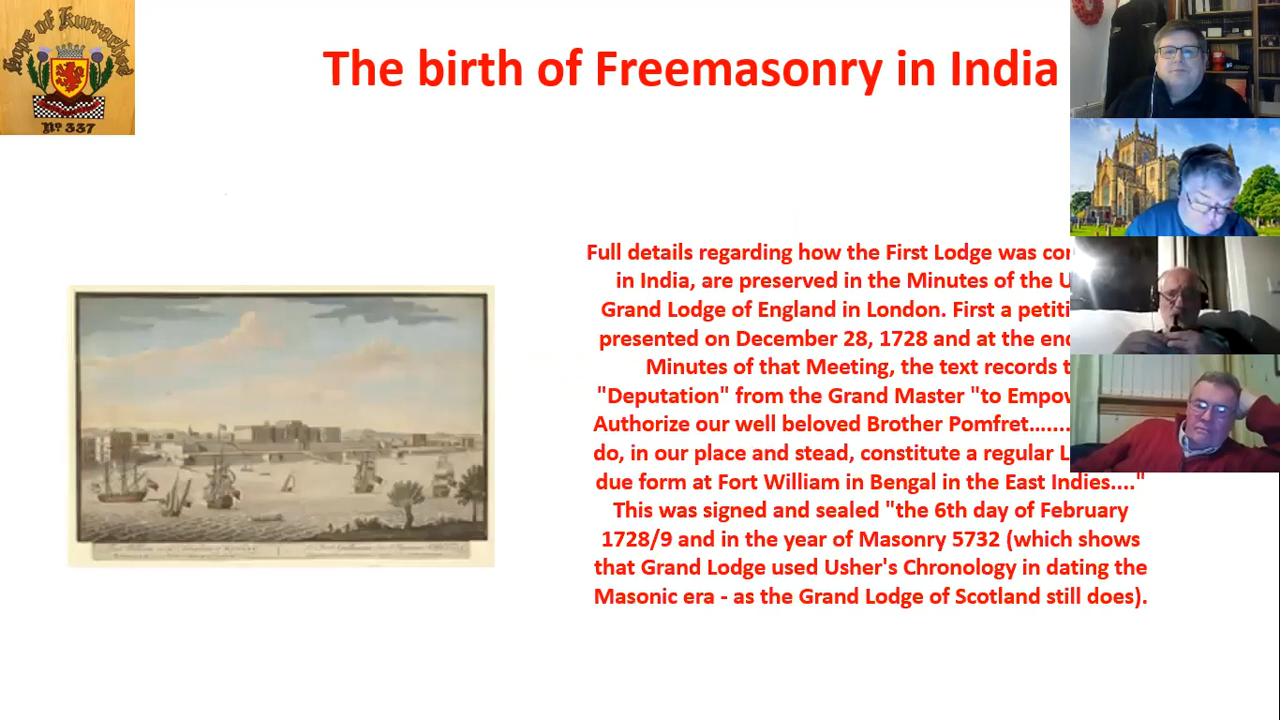 Hope of Kurrachee
Nº 337
The birth of Freemasonry in India
Full details regarding how the First Lodge was
in India, are preserved in the Minutes of the
Grand Lodge of England in London. First a
presented on December 28, 1728 and at the
Minutes of that Meeting, the text records
"Deputation" from the Grand Master "to
Authorize our well beloved Brother Pomfret.......
do, in our place and stead, constitute a regular
due form at Fort William in Bengal in the East Indies...."
This was signed and sealed "the 6th day of February
1728/9 and in the year of Masonry 5732 (which shows
that Grand Lodge used Usher's Chronology in dating the
Masonic era - as the Grand Lodge of Scotland still does).